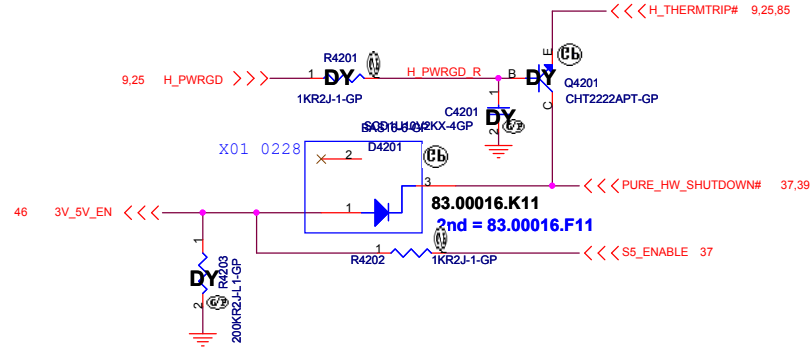 H_THERMTRIP# 9,25,85
R4201
9,25 H_PWRGD
1
DY
2
H_PWRGD_R
1KR2J-1-GP
B
E
C
DY
Q4201
CHT2222APT-GP
C4201
1
DY
2
SCD1U10V2KX-4GP
BAS16-6-GP
D4201
X01 0228
2
3
1
PURE_HW_SHUTDOWN# 37,39
83.00016.K11
2nd = 83.00016.F11
46 3V_5V_EN
R4202
1
1KR2J-1-GP
S5_ENABLE 37
1
DY
2
R4203
200KR2J-L1-GP